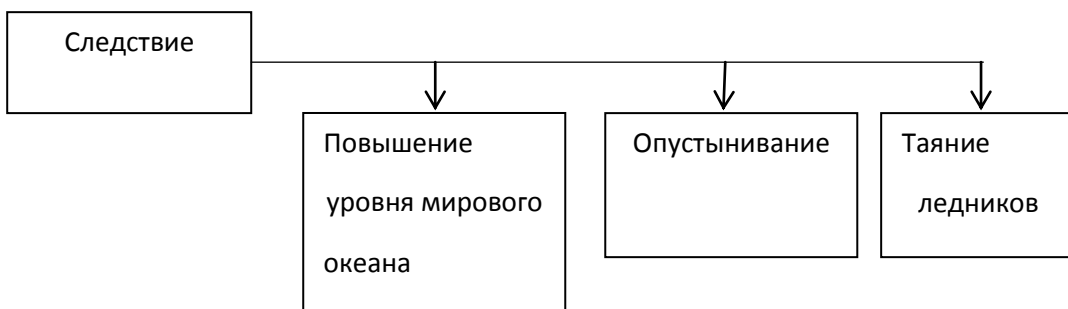 Следствие
Повышение
уровня мирового
океана
Опустынивание
Таяние
ледников